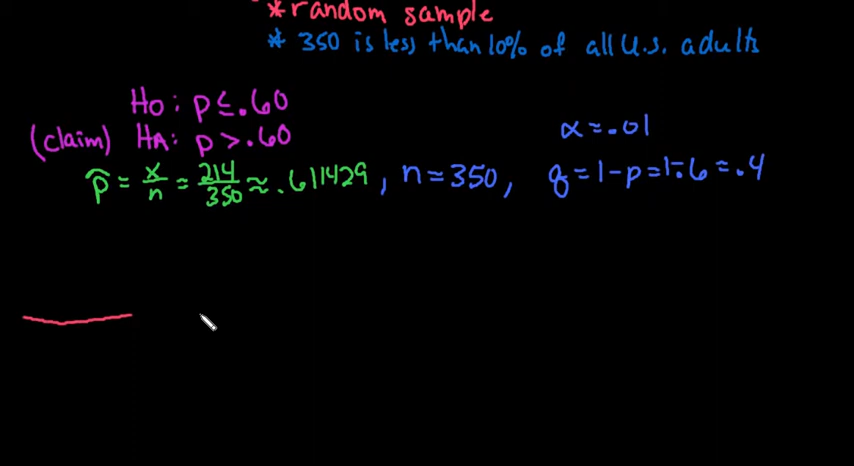 * random sample
* 350 is less than 10% of all U.S. adults
Ho: p ≤ .60
(claim) HA: p > .60
α = .01
p̂ = x/n = 214/350 ≈ .611429, n = 350, q = 1 - p = 1 - .6 = .4